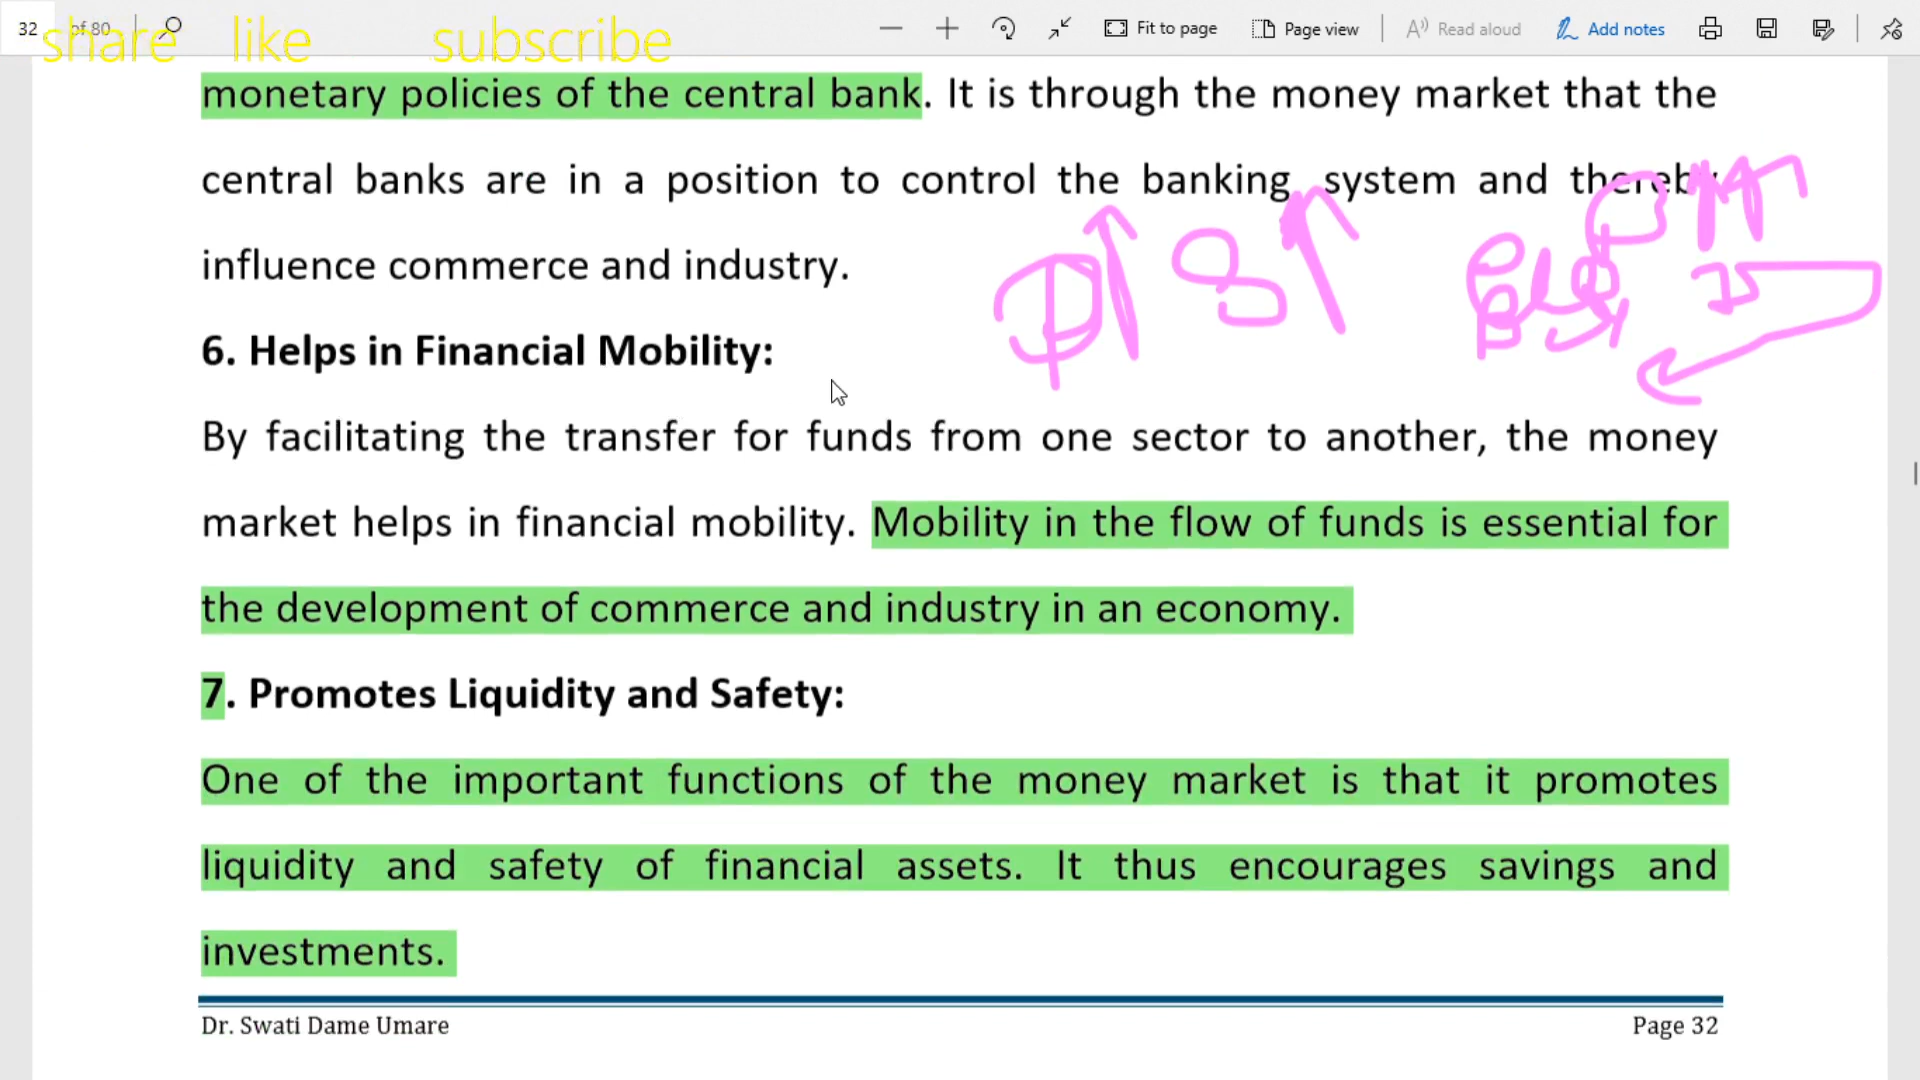 32 of 80 Fit to page Page view Read aloud Add notes
share like subscribe
monetary policies of the central bank. It is through the money market that the
central banks are in a position to control the banking system and thereby
influence commerce and industry.
6. Helps in Financial Mobility:
By facilitating the transfer for funds from one sector to another, the money
market helps in financial mobility. Mobility in the flow of funds is essential for
the development of commerce and industry in an economy.
7. Promotes Liquidity and Safety:
One of the important functions of the money market is that it promotes
liquidity and safety of financial assets. It thus encourages savings and
investments.
Dr. Swati Dame Umare Page 32